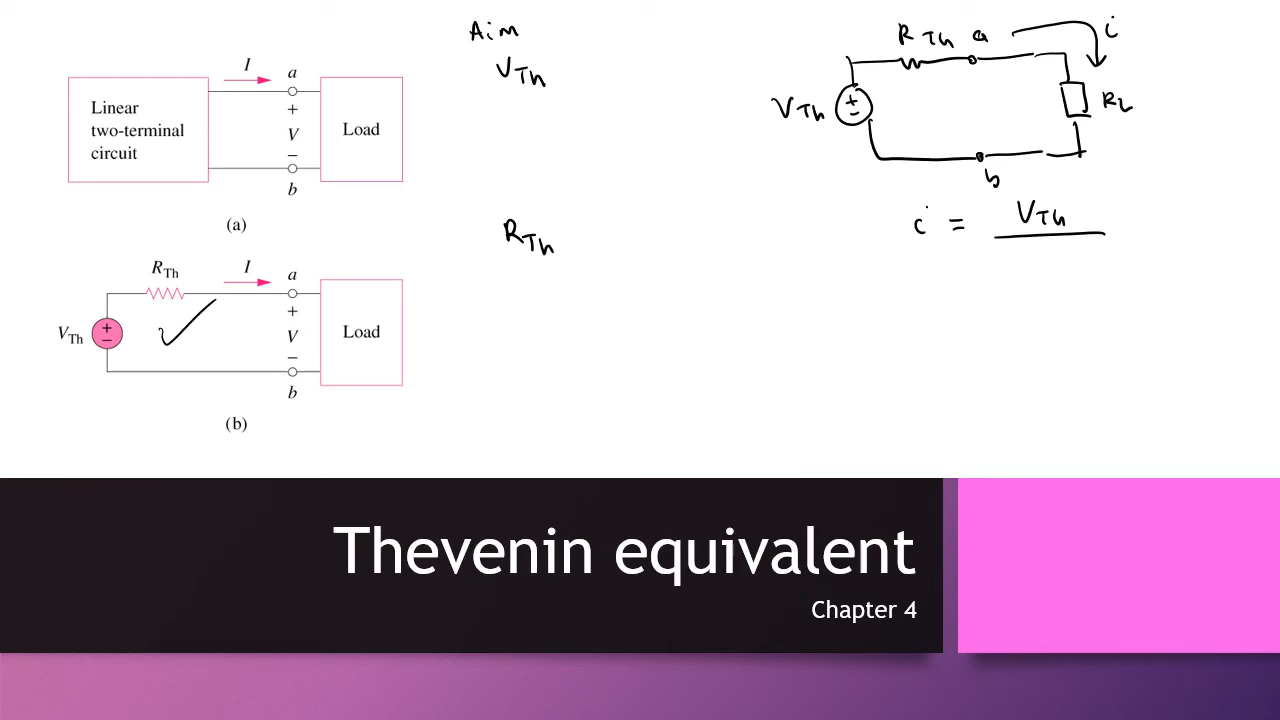 Linear
two-terminal
circuit
I
a
+
V
−
b
Load
(a)
R_Th
I
a
V_Th
+
−
+
V
−
b
Load
(b)
Aim
V_Th
R_Th
R_Th a
i
V_Th
+
−
R_L
b
i = V_Th
Thevenin equivalent
Chapter 4